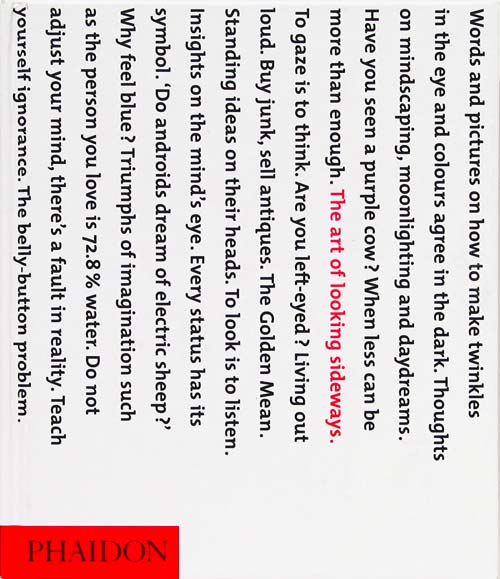 Words and pictures on how to make twinkles
in the eye and colours agree in the dark. Thoughts
on mindscaping, moonlighting and daydreams.
Have you seen a purple cow? When less can be
more than enough. The art of looking sideways.
To gaze is to think. Are you left-eyed? Living out
loud. Buy junk, sell antiques. The Golden Mean.
Standing ideas on their heads. To look is to listen.
Insights on the mind's eye. Every status has its
symbol. ‘Do androids dream of electric sheep?’
Why feel blue? Triumphs of imagination such
as the person you love is 72.8% water. Do not
adjust your mind, there's a fault in reality. Teach
yourself ignorance. The belly-button problem.
PHAIDON